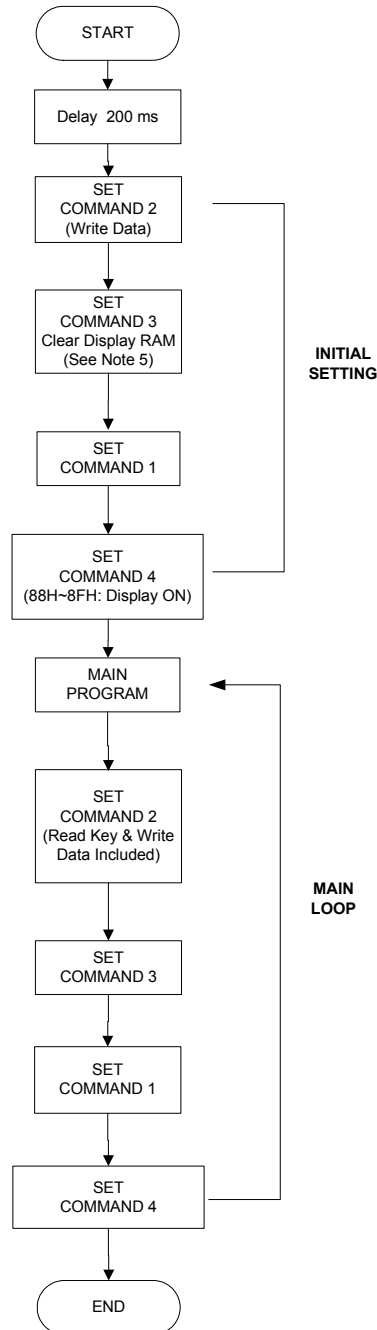 START
Delay 200 ms
SET
COMMAND 2
(Write Data)
SET
COMMAND 3
Clear Display RAM
(See Note 5)
INITIAL
SETTING
SET
COMMAND 1
SET
COMMAND 4
(88H~8FH: Display ON)
MAIN
PROGRAM
SET
COMMAND 2
(Read Key & Write
Data Included)
MAIN
LOOP
SET
COMMAND 3
SET
COMMAND 1
SET
COMMAND 4
END